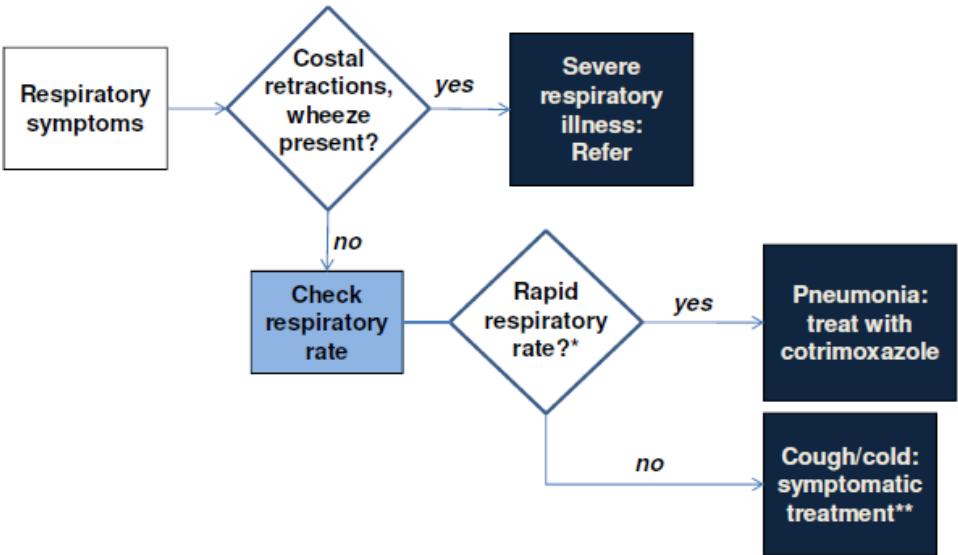 Respiratory
symptoms
Costal
retractions,
wheeze
present?
yes
Severe
respiratory
illness:
Refer
no
Check
respiratory
rate
Rapid
respiratory
rate?*
yes
Pneumonia:
treat with
cotrimoxazole
no
Cough/cold:
symptomatic
treatment**